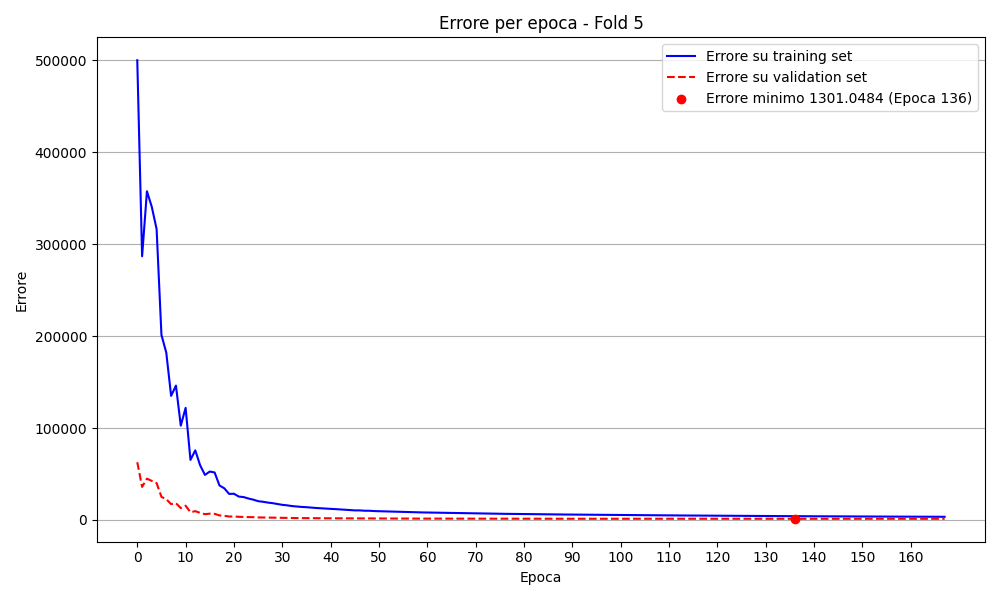 Errore per epoca - Fold 5
Errore su training set
Errore su validation set
Errore minimo 1301.0484 (Epoca 136)
500000
400000
300000
200000
100000
0
Errore
0 10 20 30 40 50 60 70 80 90 100 110 120 130 140 150 160
Epoca